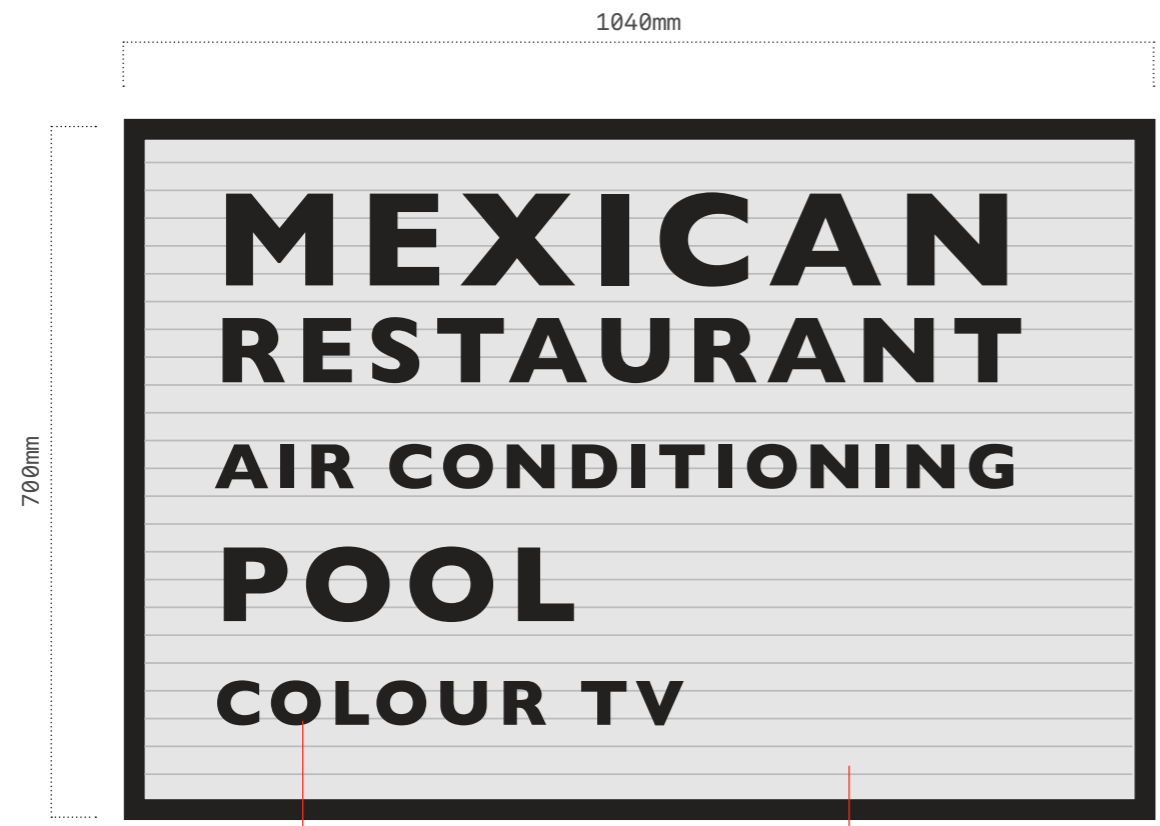 1040mm
700mm
MEXICAN
RESTAURANT
AIR CONDITIONING
POOL
COLOUR TV